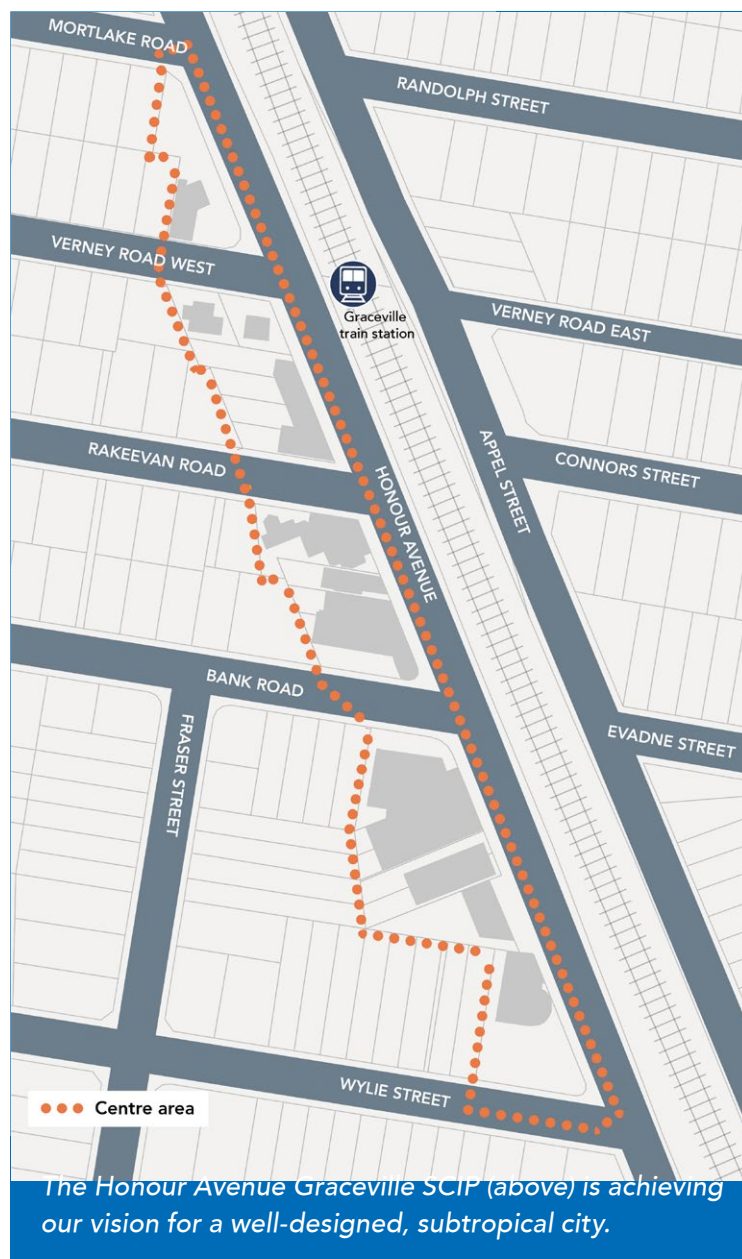 MORTLAKE ROAD
RANDOLPH STREET
VERNEY ROAD WEST
Graceville
train station
VERNEY ROAD EAST
RAKEEVAN ROAD
HONOUR AVENUE
APPEL STREET
CONNORS STREET
BANK ROAD
FRASER STREET
EVADNE STREET
WYLIE STREET
Centre area
The Honour Avenue Graceville SCIP (above) is achieving
our vision for a well-designed, subtropical city.